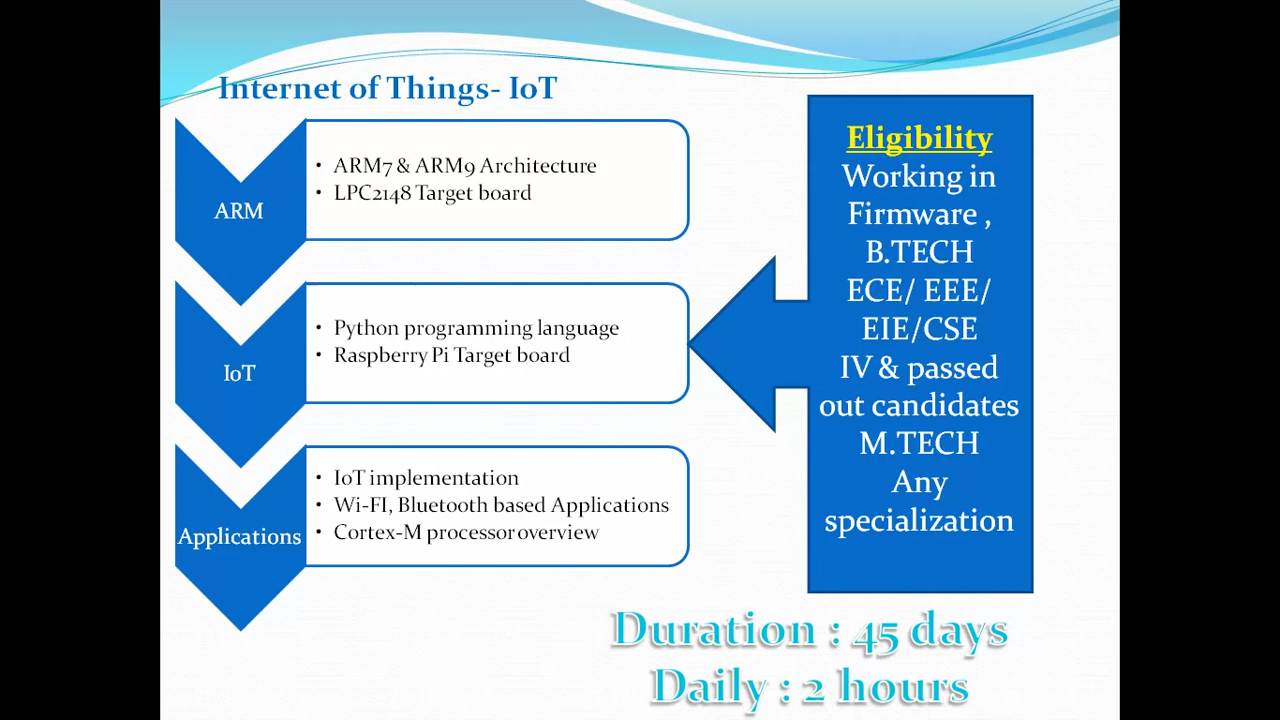 Internet of Things- IoT
ARM
• ARM7 & ARM9 Architecture
• LPC2148 Target board
IoT
• Python programming language
• Raspberry Pi Target board
Applications
• IoT implementation
• Wi-FI, Bluetooth based Applications
• Cortex-M processor overview
Eligibility
Working in
Firmware ,
B.TECH
ECE/ EEE/
EIE/CSE
IV & passed
out candidates
M.TECH
Any
specialization
Duration : 45 days
Daily : 2 hours